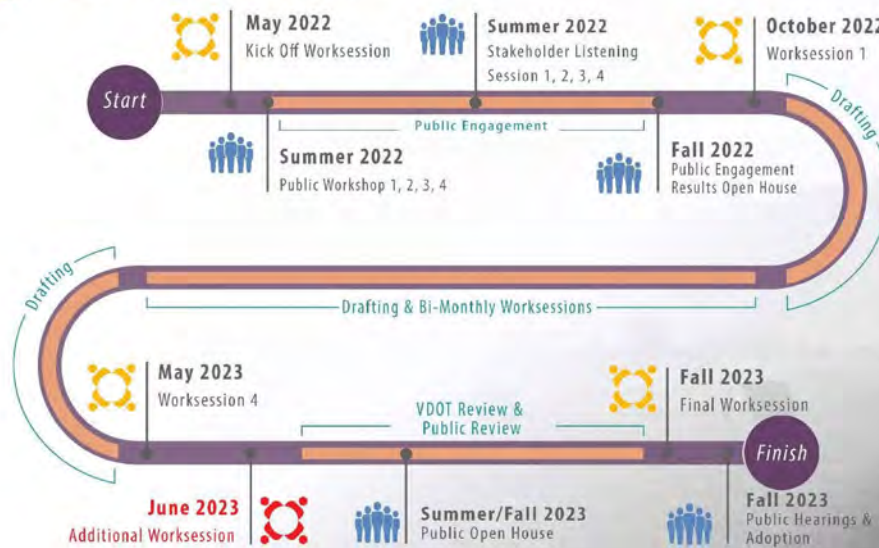 May 2022
Kick Off Worksession
Summer 2022
Stakeholder Listening
Session 1, 2, 3, 4
October 2022
Worksession 1
Start
Public Engagement
Drafting
Summer 2022
Public Workshop 1, 2, 3, 4
Fall 2022
Public Engagement
Results Open House
Drafting
Drafting & Bi-Monthly Worksessions
May 2023
Worksession 4
VDOT Review &
Public Review
Fall 2023
Final Worksession
Finish
June 2023
Additional Worksession
Summer/Fall 2023
Public Open House
Fall 2023
Public Hearings &
Adoption